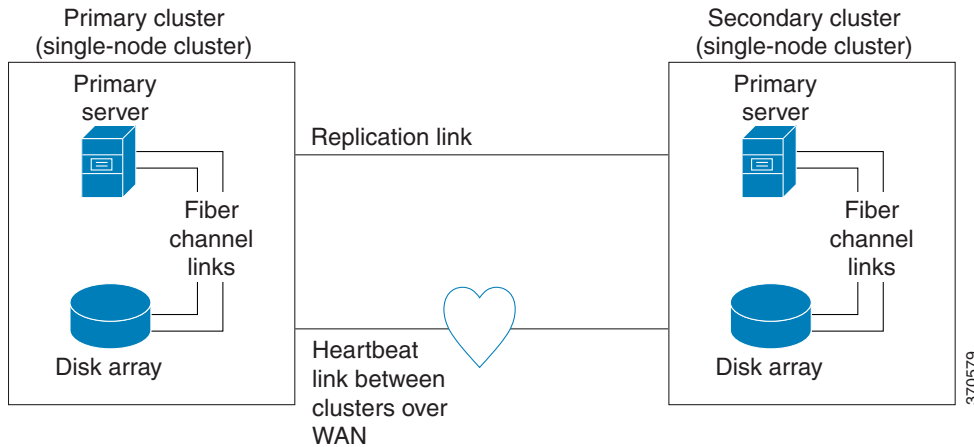 Primary cluster
(single-node cluster)
Primary
server
Fiber
channel
links
Disk array
Replication link
Heartbeat
link between
clusters over
WAN
Secondary cluster
(single-node cluster)
Primary
server
Fiber
channel
links
Disk array
370579